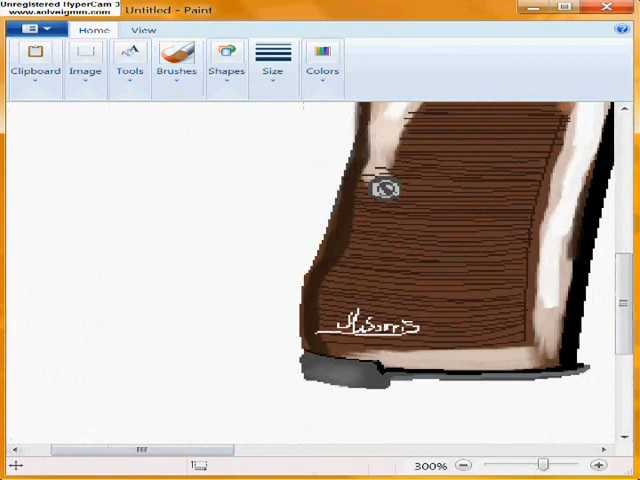 Unregistered HyperCam 3
www.solveigmm.com
Untitled - Paint
Home View
Clipboard Image Tools Brushes Shapes Size Colors
300%